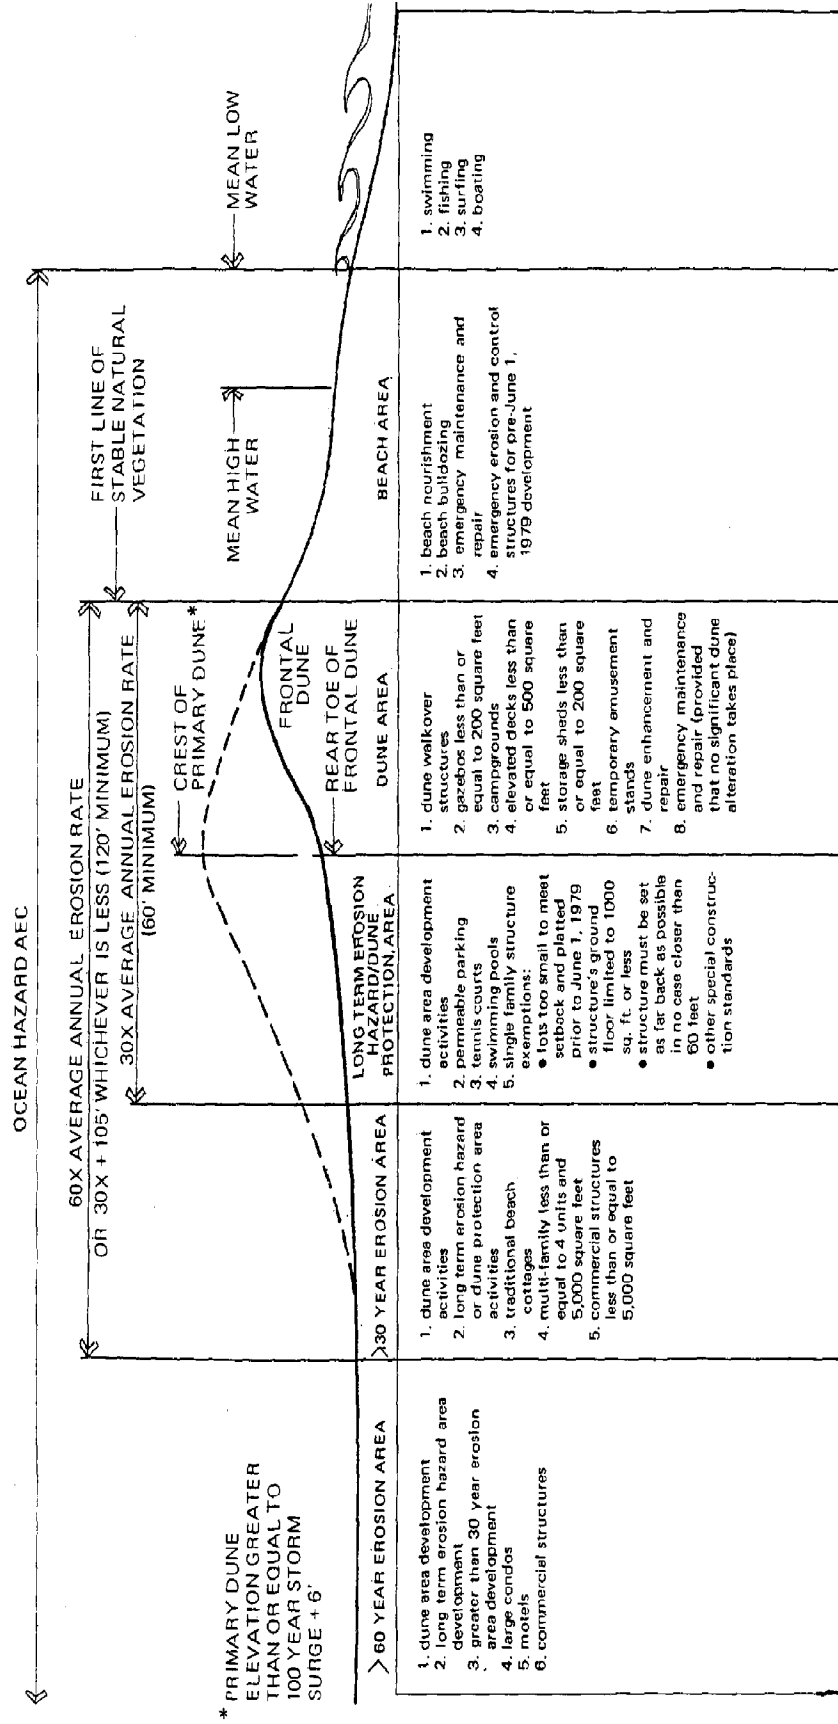 OCEAN HAZARD AEC
60X AVERAGE ANNUAL EROSION RATE
OR 30X + 105' WHICHEVER IS LESS (120' MINIMUM)
30X AVERAGE ANNUAL EROSION RATE
(60' MINIMUM)
FIRST LINE OF
STABLE NATURAL
VEGETATION
* PRIMARY DUNE
ELEVATION GREATER
THAN OR EQUAL TO
100 YEAR STORM
SURGE + 6'
CREST OF
PRIMARY DUNE*
MEAN HIGH
WATER
MEAN LOW
WATER
FRONTAL
DUNE
REAR TOE OF
FRONTAL DUNE
>60 YEAR EROSION AREA
1. dune area development
2. long term erosion hazard area
development
3. greater than 30 year erosion
area development
4. large condos
5. motels
6. commercial structures
>30 YEAR EROSION AREA
1. dune area development
activities
2. long term erosion hazard
or dune protection area
activities
3. traditional beach
cottages
4. multi-family less than or
equal to 4 units and
5,000 square feet
5. commercial structures
less than or equal to
5,000 square feet
LONG TERM EROSION
HAZARD/DUNE
PROTECTION AREA
1. dune area development
activities
2. permeable parking
3. tennis courts
4. swimming pools
5. single family structure
exemptions:
• lots too small to meet
setback and platted
prior to June 1, 1979
• structure's ground
floor limited to 1000
sq. ft. or less
• structure must be set
as far back as possible
in no case closer than
60 feet
• other special construc-
tion standards
DUNE AREA
1. dune walkover
structures
2. gazebos less than or
equal to 200 square feet
3. campgrounds
4. elevated decks less than
or equal to 500 square
feet
5. storage sheds less than
or equal to 200 square
feet
6. temporary amusement
stands
7. dune enhancement and
repair
8. emergency maintenance
and repair (provided
that no significant dune
alteration takes place)
BEACH AREA
1. beach nourishment
2. beach bulldozing
3. emergency maintenance and
repair
4. emergency erosion and control
structures for pre-June 1,
1979 development
1. swimming
2. fishing
3. surfing
4. boating